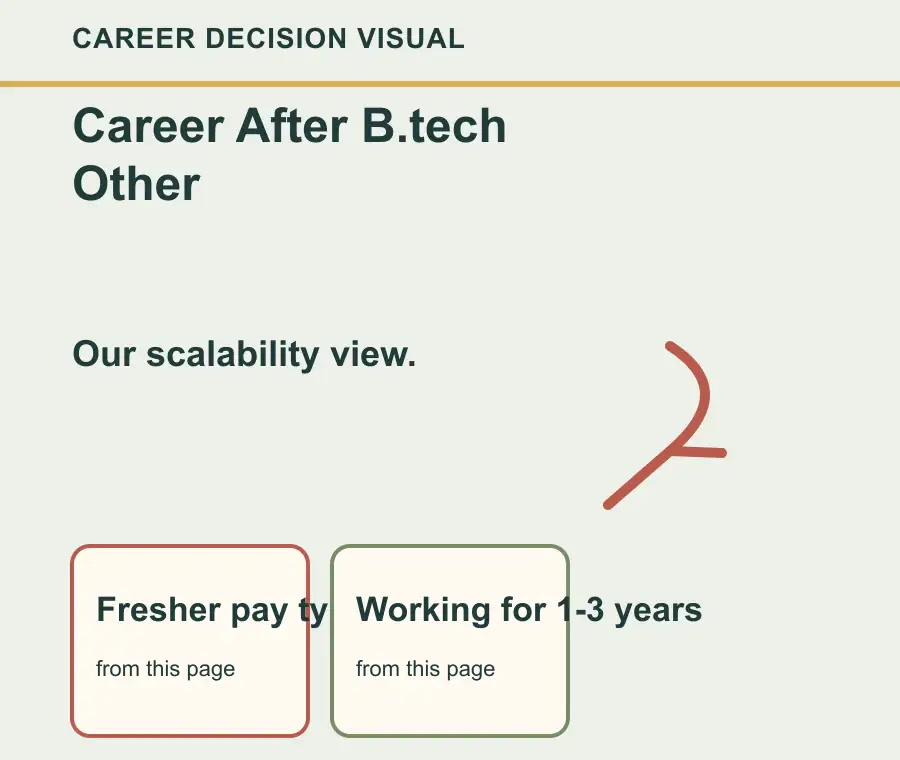 CAREER DECISION VISUAL
Career After B.tech
Other
Our scalability view.
Fresher pay ty
Working for 1-3 years
from this page
from this page